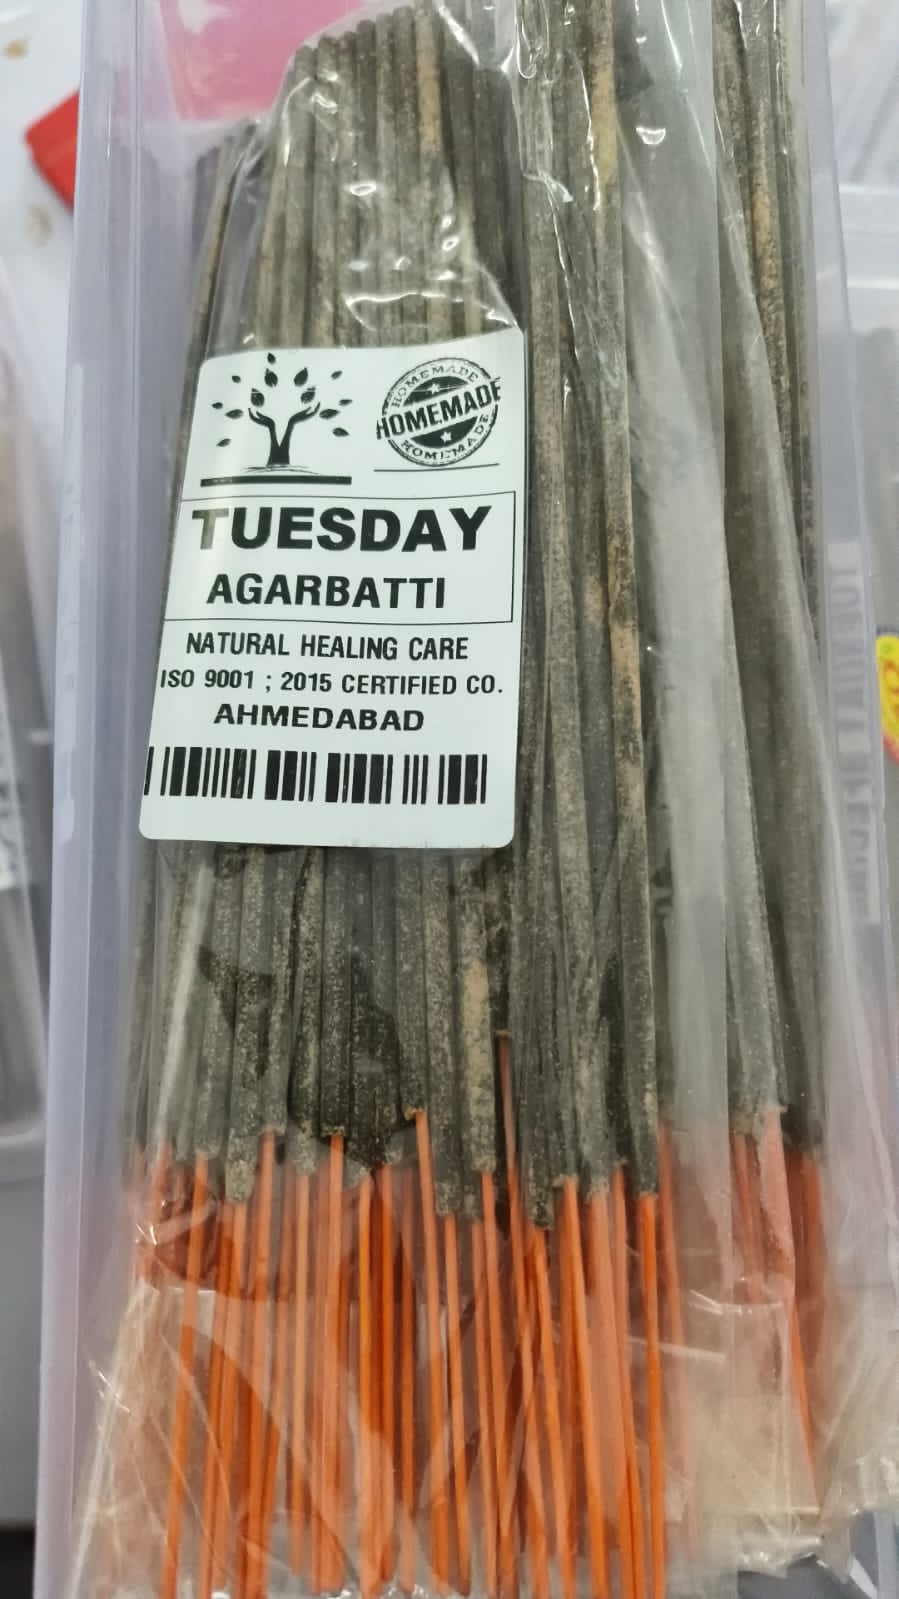 HOMEMADE
HOMEMADE
HOMEMADE
TUESDAY
AGARBATTI
NATURAL HEALING CARE
ISO 9001 ; 2015 CERTIFIED CO.
AHMEDABAD